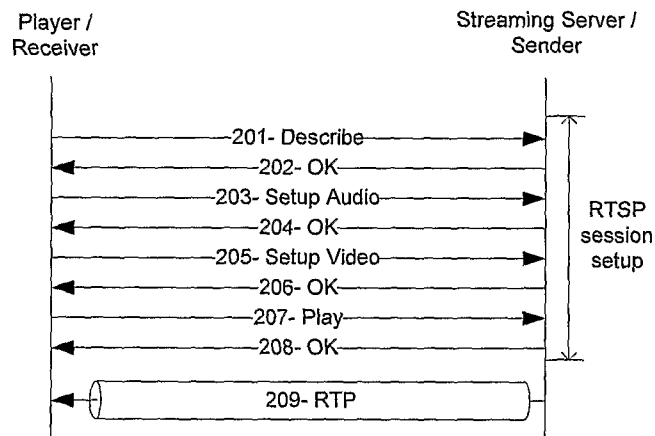 Player /
Receiver
Streaming Server /
Sender
201- Describe
202- OK
203- Setup Audio
204- OK
205- Setup Video
206- OK
207- Play
208- OK
RTSP
session
setup
209- RTP